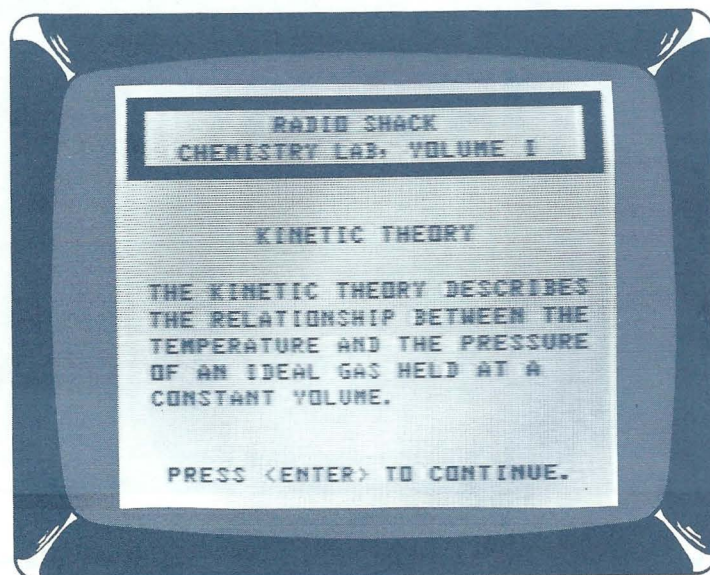 RADIO SHACK
CHEMISTRY LAB, VOLUME I
KINETIC THEORY
THE KINETIC THEORY DESCRIBES
THE RELATIONSHIP BETWEEN THE
TEMPERATURE AND THE PRESSURE
OF AN IDEAL GAS HELD AT A
CONSTANT VOLUME.
PRESS <ENTER> TO CONTINUE.